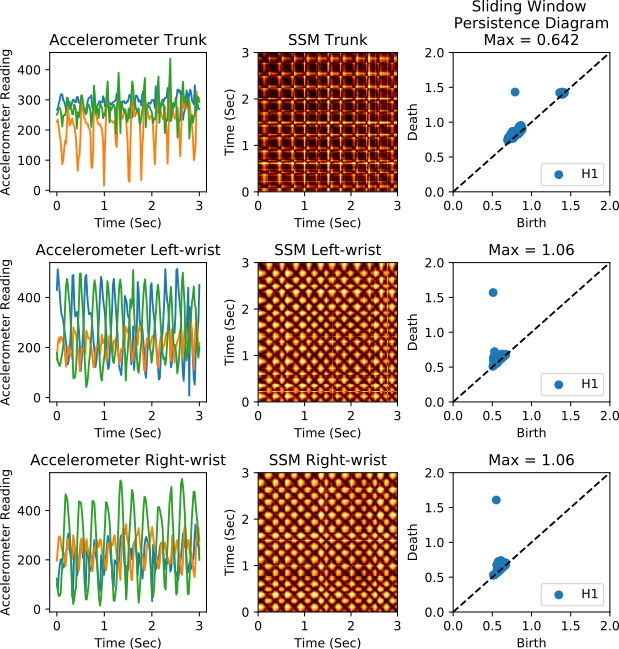 Sliding Window
Persistence Diagram
Accelerometer Trunk
SSM Trunk
Max = 0.642
Accelerometer Reading
400
300
200
100
0
0
1
2
3
Time (Sec)
Time (Sec)
3
2
1
0
0
1
2
3
Time (Sec)
Death
2.0
1.5
1.0
0.5
0.0
H1
0.0
0.5
1.0
1.5
2.0
Birth
Accelerometer Left-wrist
SSM Left-wrist
Max = 1.06
Accelerometer Reading
400
200
0
0
1
2
3
Time (Sec)
Time (Sec)
3
2
1
0
0
1
2
3
Time (Sec)
Death
2.0
1.5
1.0
0.5
0.0
H1
0.0
0.5
1.0
1.5
2.0
Birth
Accelerometer Right-wrist
SSM Right-wrist
Max = 1.06
Accelerometer Reading
400
200
0
0
1
2
3
Time (Sec)
Time (Sec)
3
2
1
0
0
1
2
3
Time (Sec)
Death
2.0
1.5
1.0
0.5
0.0
H1
0.0
0.5
1.0
1.5
2.0
Birth